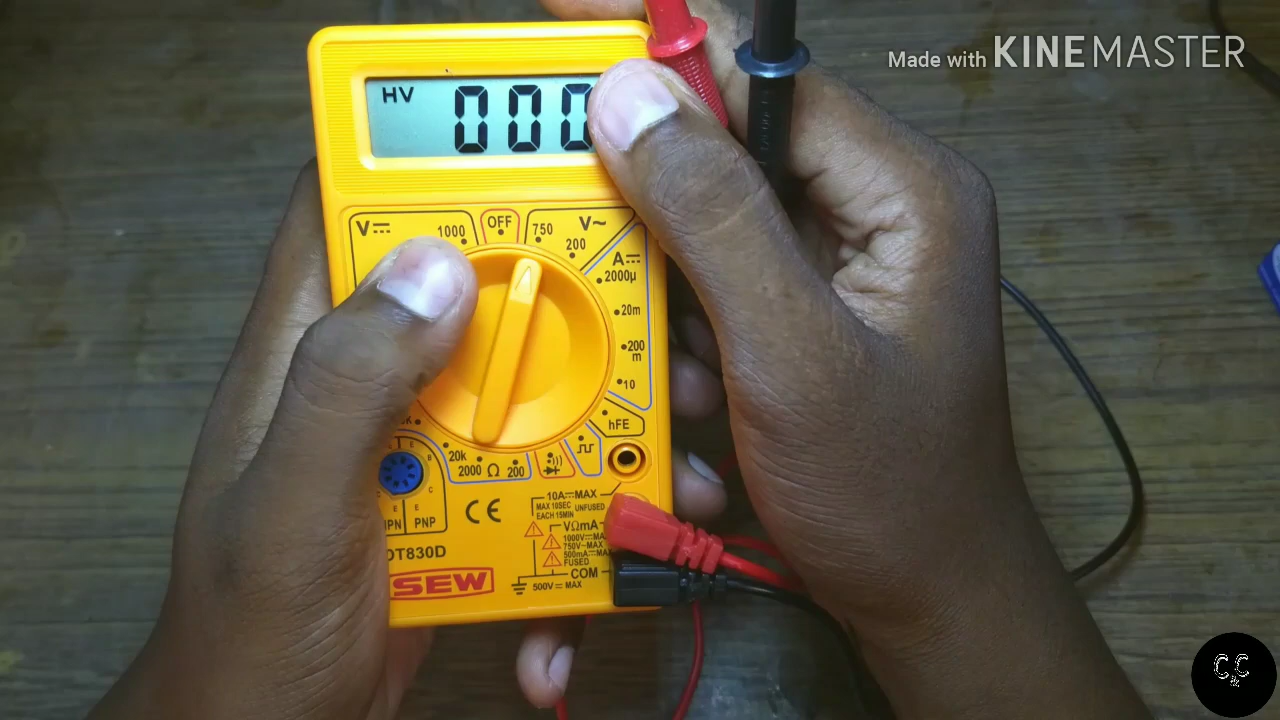 Made with KINEMASTER
HV 000
V⎓ 1000 OFF 750 V~
200
A⎓
2000µ
20m
200
m
10
hFE
20k
2000 Ω 200
E
E B
C
E
C E
PNP
CE
10A⎓MAX
MAX 10SEC UNFUSED
EACH 15MIN
VΩmA
1000V⎓
750V~MAX
500mA⎓MAX
FUSED
COM
500V⎓ MAX
DT830D
SEW
C&C